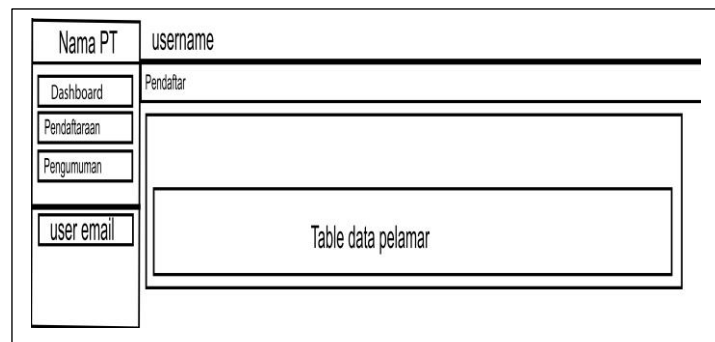 Nama PT
username
Dashboard
Pendaftaraan
Pengumuman
user email
Pendaftar
Table data pelamar